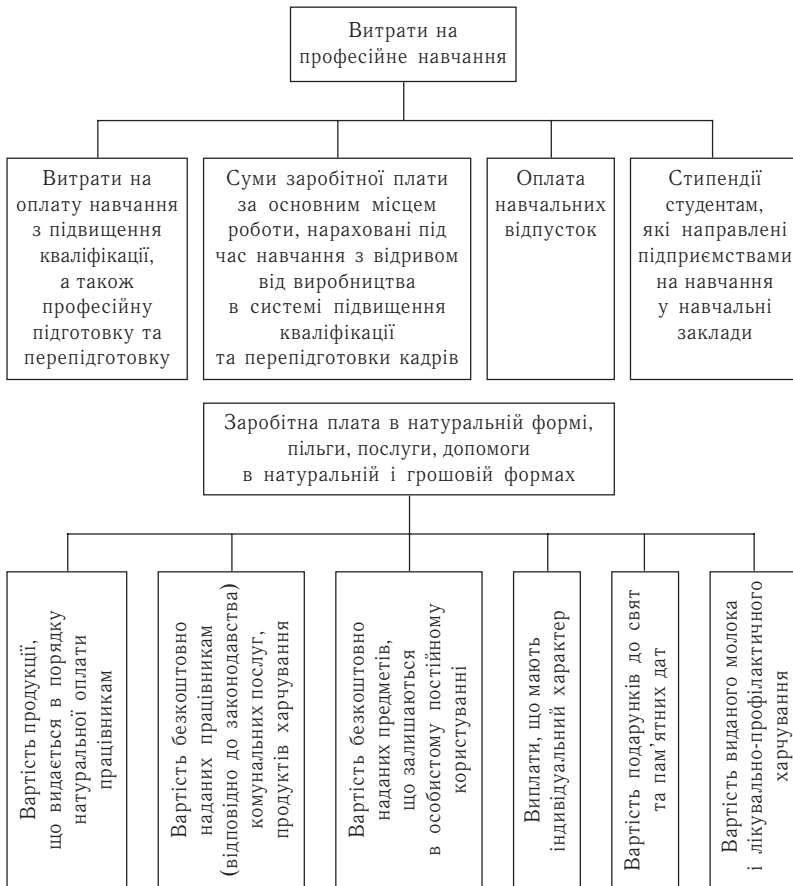 Витрати на
професійне навчання
Витрати на
оплату навчання
з підвищення
кваліфікації,
а також
професійну
підготовку та
перепідготовку
Суми заробітної плати
за основним місцем
роботи, нараховані під
час навчання з відривом
від виробництва
в системі підвищення
кваліфікації
та перепідготовки кадрів
Оплата
навчальних
відпусток
Стипендії
студентам,
які направлені
підприємствами
на навчання
у навчальні
заклади
Заробітна плата в натуральній формі,
пільги, послуги, допомоги
в натуральній і грошовій формах
Вартість продукції,
що видається в порядку
натуральної оплати
працівникам
Вартість безкоштовно
наданих працівникам
(відповідно до законодавства)
комунальних послуг,
продуктів харчування
Вартість безкоштовно
наданих предметів,
що залишаються
в особистому постійному
користуванні
Виплати, що мають
індивідуальний характер
Вартість подарунків до свят
та пам’ятних дат
Вартість виданого молока
і лікувально-профілактичного
харчування